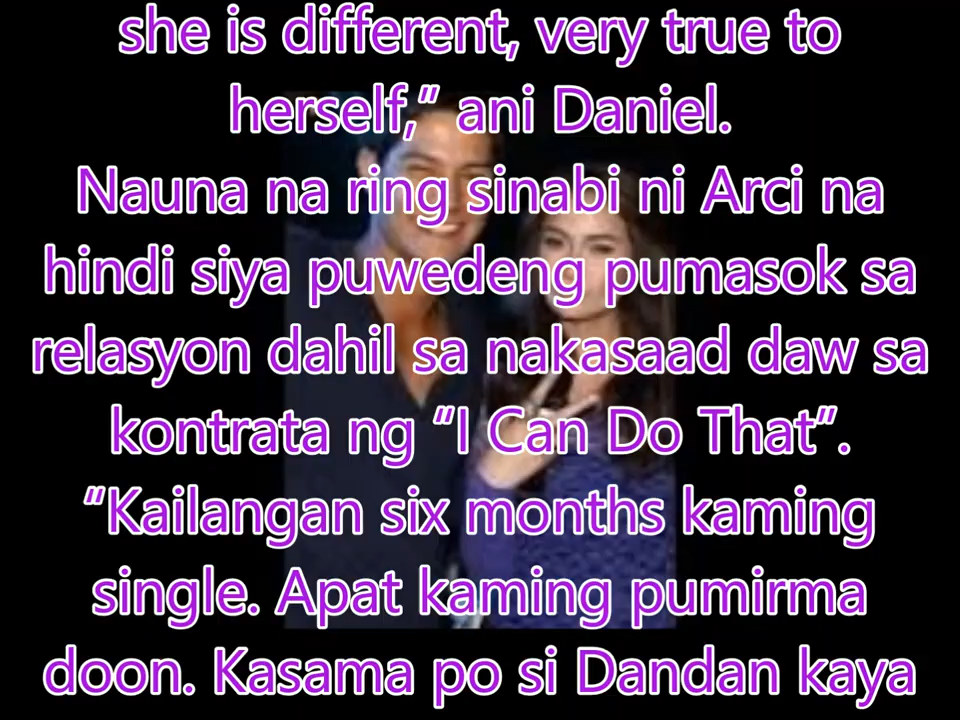 she is different, very true to
herself,” ani Daniel.
Nauna na ring sinabi ni Arci na
hindi siya puwedeng pumasok sa
relasyon dahil sa nakasaad daw sa
kontrata ng “I Can Do That”.
“Kailangan six months kaming
single. Apat kaming pumirma
doon. Kasama po si Dandan kaya